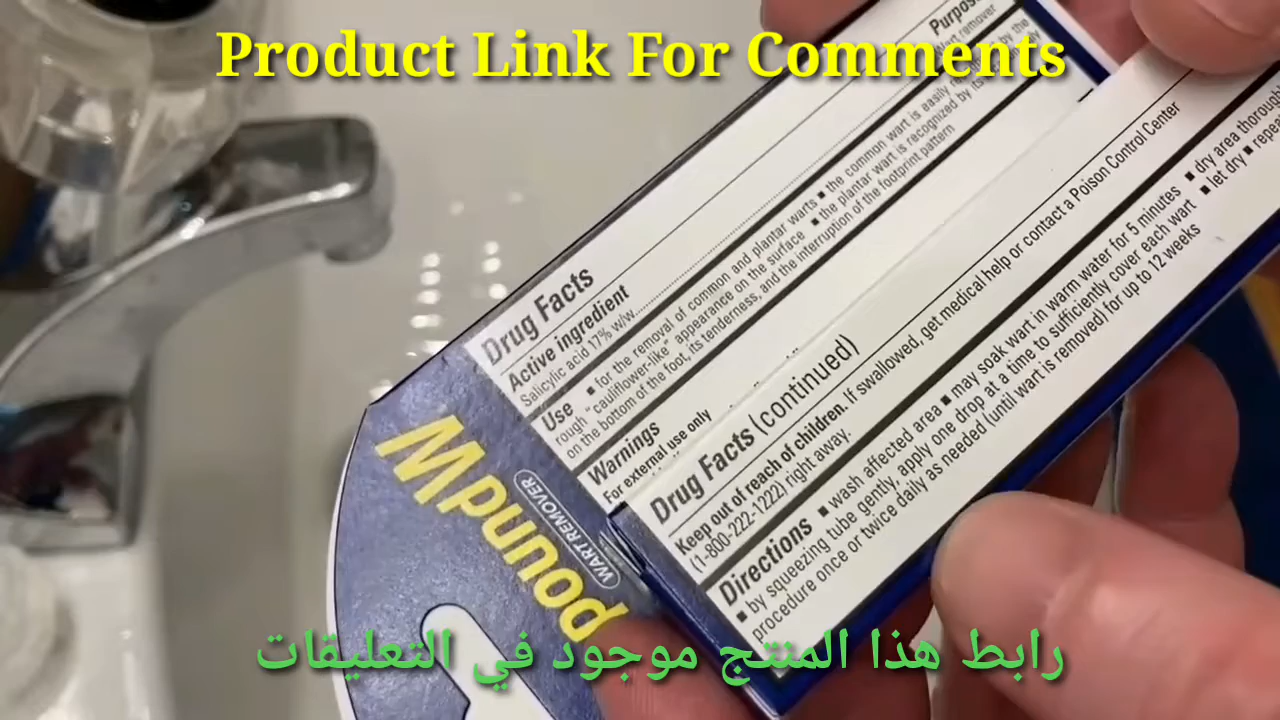 Product Link For Comments
Purpos
Wart remover
Drug Facts
Active ingredient
Salicylic acid 17% w/w
Use ■ for the removal of common and plantar warts ■ the common wart is easily by the
rough "cauliflower-like" appearance on the surface ■ the plantar wart is recognized by its
on the bottom of the foot, its tenderness, and the interruption of the footprint pattern
Warnings
For external use only
Drug Facts (continued)
Keep out of reach of children. If swallowed, get medical help or contact a Poison Control Center
(1-800-222-1222) right away.
Directions ■ wash affected area ■ may soak wart in warm water for 5 minutes ■ dry area thorough
■ by squeezing tube gently, apply one drop at a time to sufficiently cover each wart ■ let dry ■ repea
procedure once or twice daily as needed (until wart is removed) for up to 12 weeks
WART REMOVER
رابط هذا المنتج موجود في التعليقات